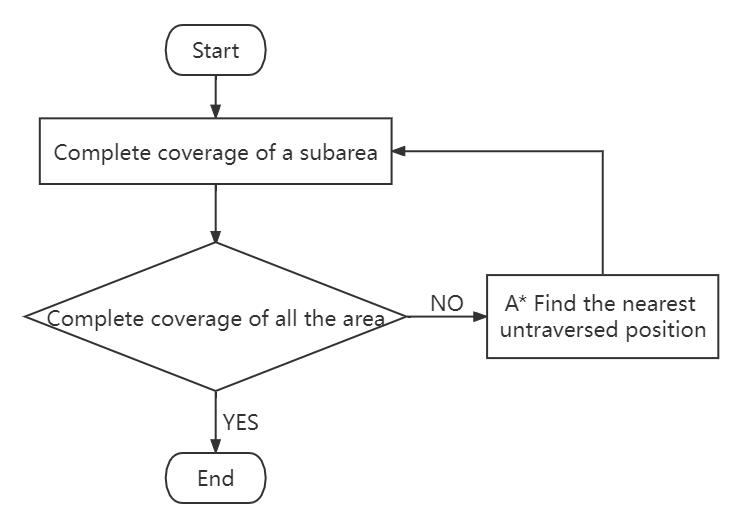 Start
Complete coverage of a subarea
Complete coverage of all the area
NO
A* Find the nearest
untraversed position
YES
End